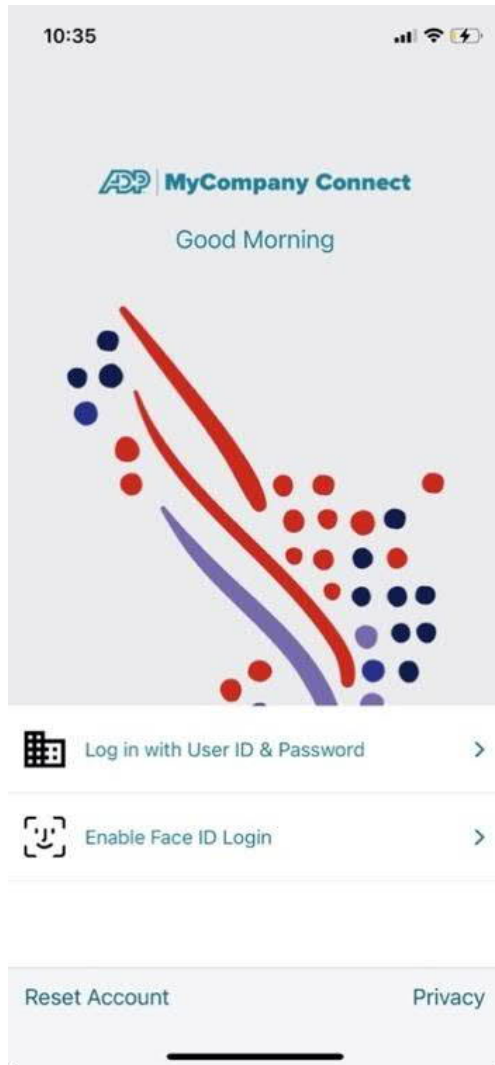 10:35
ADP MyCompany Connect
Good Morning
Log in with User ID & Password
Enable Face ID Login
Reset Account Privacy